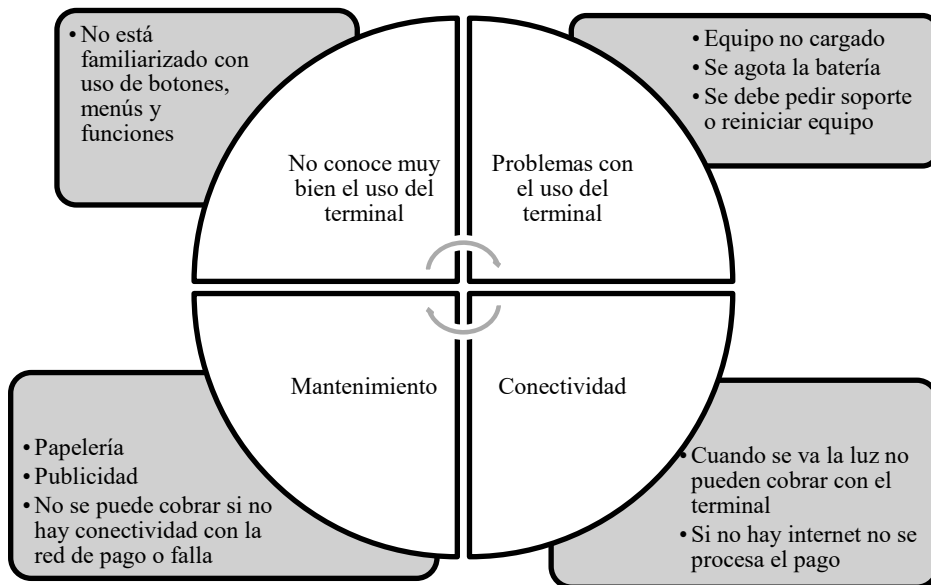 • No está
familiarizado con
uso de botones,
menús y
funciones
• Equipo no cargado
• Se agota la batería
• Se debe pedir soporte
o reiniciar equipo
No conoce muy
bien el uso del
terminal
Problemas con
el uso del
terminal
Mantenimiento
Conectividad
• Papelería
• Publicidad
• No se puede cobrar si no
hay conectividad con la
red de pago o falla
• Cuando se va la luz no
pueden cobrar con el
terminal
• Si no hay internet no se
procesa el pago